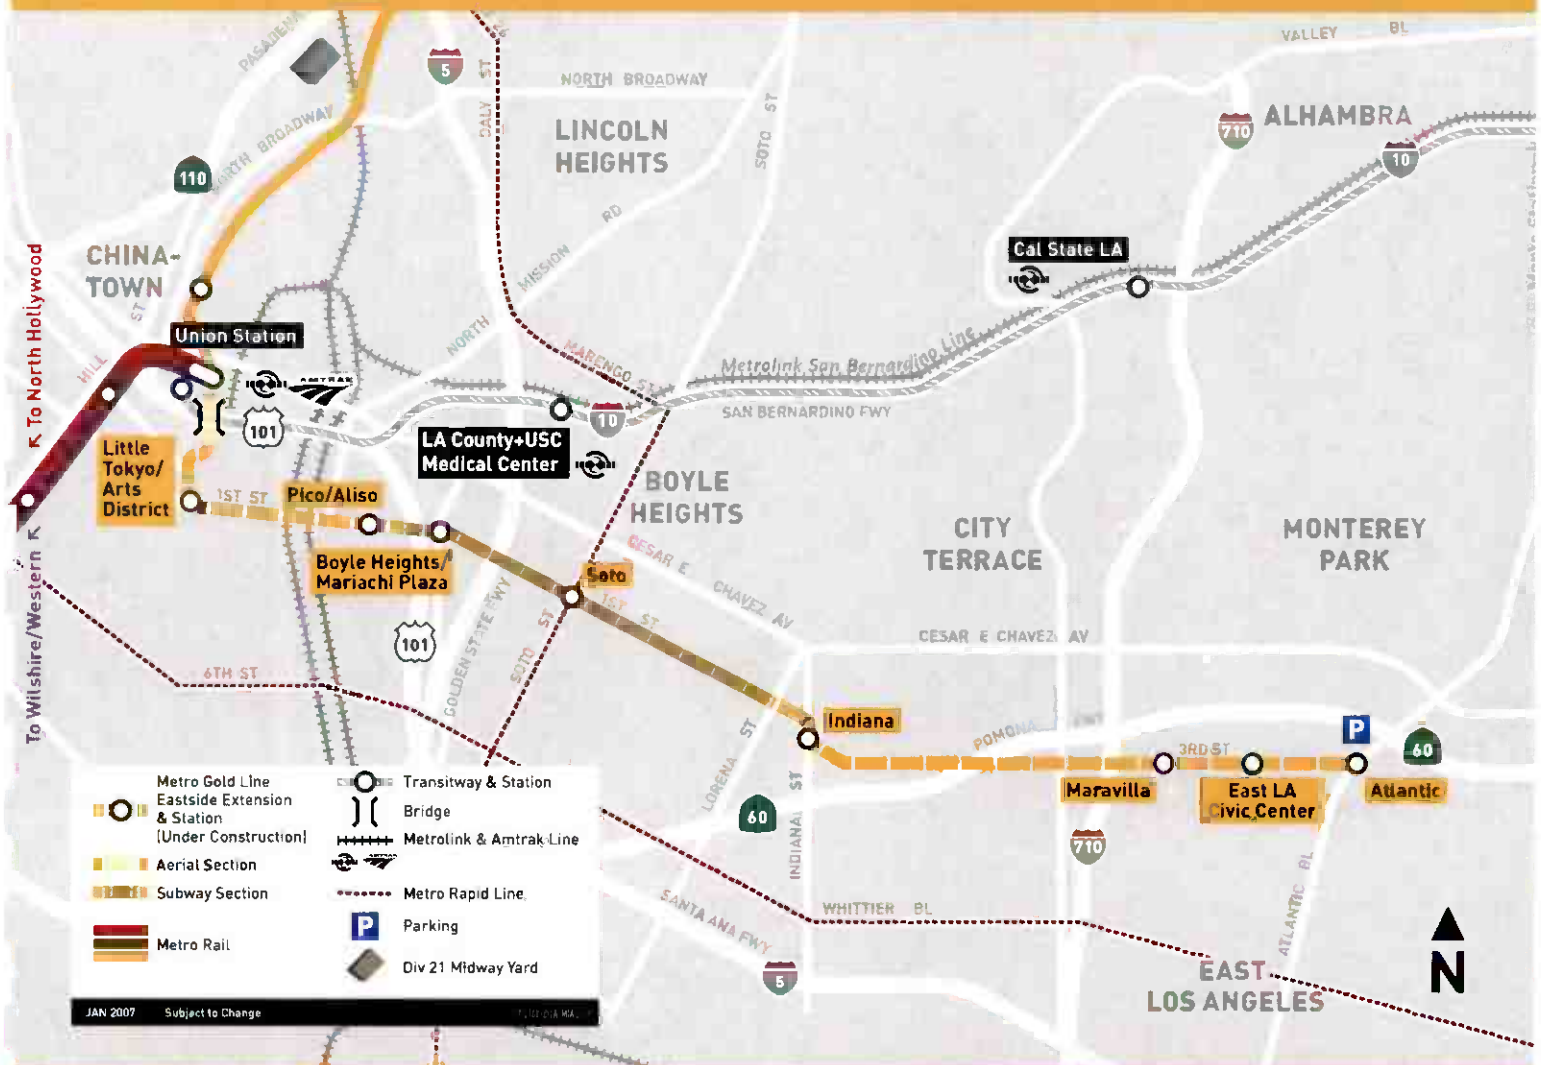 PASADENA
5
DALY ST
NORTH BROADWAY
SOTO ST
VALLEY BL
LINCOLN
HEIGHTS
710
ALHAMBRA
10
110
NORTH BROADWAY
MISSION RD
NORTH
CHINA-
TOWN
HILL ST
Cal State LA
Union Station
AMTRAK
101
MARENGO ST
Metrolink San Bernardino Line
SAN BERNARDINO FWY
10
LA County+USC
Medical Center
↖ To North Hollywood
To Wilshire/Western ↖
Little
Tokyo/
Arts
District
1ST ST
Pico/Aliso
Boyle Heights/
Mariachi Plaza
BOYLE
HEIGHTS
CITY
TERRACE
MONTEREY
PARK
Soto
1ST ST
CESAR E CHAVEZ AV
CESAR E CHAVEZ AV
101
GOLDEN STATE FWY
SOTO ST
6TH ST
Indiana
LORENA ST
INDIANA ST
POMONA
3RD ST
P
60
Maravilla
East LA
Civic Center
Atlantic
60
710
ATLANTIC BL
WHITTIER BL
SANTA ANA FWY
5
EAST
LOS ANGELES
N
Metro Gold Line
Eastside Extension
& Station
(Under Construction)
Aerial Section
Subway Section
Metro Rail
Transitway & Station
Bridge
Metrolink & Amtrak Line
Metro Rapid Line
P
Parking
Div 21 Midway Yard
JAN 2007 Subject to Change